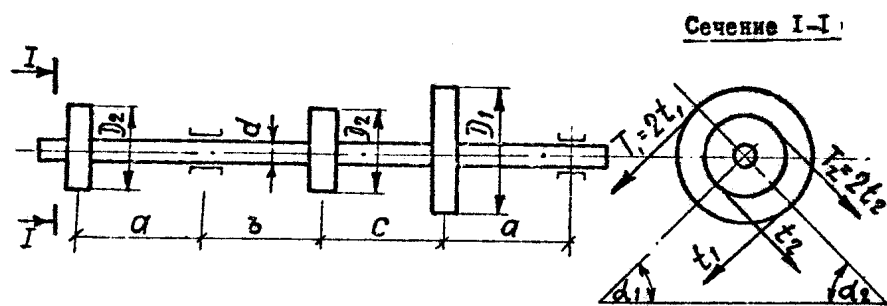 Сечение I-I
I
D₂
d
D₂
D₁
T₁=2t₁
T₂=2t₂
I
a
в
c
a
t₁
t₂
α₁
α₂